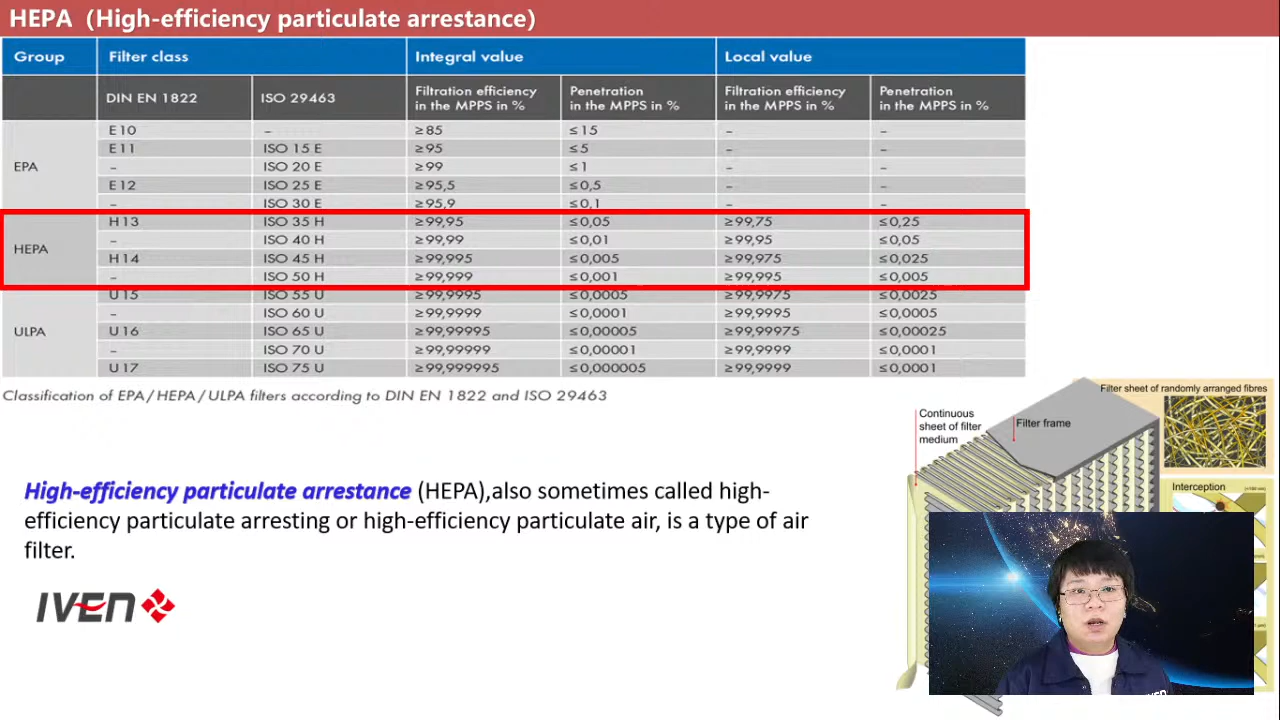 HEPA (High-efficiency particulate arrestance)
Group Filter class Integral value Local value
DIN EN 1822 ISO 29463 Filtration efficiency in the MPPS in % Penetration in the MPPS in % Filtration efficiency in the MPPS in % Penetration in the MPPS in %
E10 – ≥85 ≤15 – –
E11 ISO 15 E ≥95 ≤5 – –
EPA – ISO 20 E ≥99 ≤1 – –
E12 ISO 25 E ≥95,5 ≤0,5 – –
– ISO 30 E ≥95,9 ≤0,1 – –
H13 ISO 35 H ≥99,95 ≤0,05 ≥99,75 ≤0,25
HEPA – ISO 40 H ≥99,99 ≤0,01 ≥99,95 ≤0,05
H14 ISO 45 H ≥99,995 ≤0,005 ≥99,975 ≤0,025
– ISO 50 H ≥99,999 ≤0,001 ≥99,995 ≤0,005
U15 ISO 55 U ≥99,9995 ≤0,0005 ≥99,9975 ≤0,0025
– ISO 60 U ≥99,9999 ≤0,0001 ≥99,9995 ≤0,0005
ULPA U16 ISO 65 U ≥99,99995 ≤0,00005 ≥99,99975 ≤0,00025
– ISO 70 U ≥99,99999 ≤0,00001 ≥99,9999 ≤0,0001
U17 ISO 75 U ≥99,999995 ≤0,000005 ≥99,9999 ≤0,0001
Classification of EPA/HEPA/ULPA filters according to DIN EN 1822 and ISO 29463
Filter sheet of randomly arranged fibres
Continuous
sheet of filter
medium
Filter frame
Interception
High-efficiency particulate arrestance (HEPA),also sometimes called high-
efficiency particulate arresting or high-efficiency particulate air, is a type of air
filter.
IVEN
IVEN